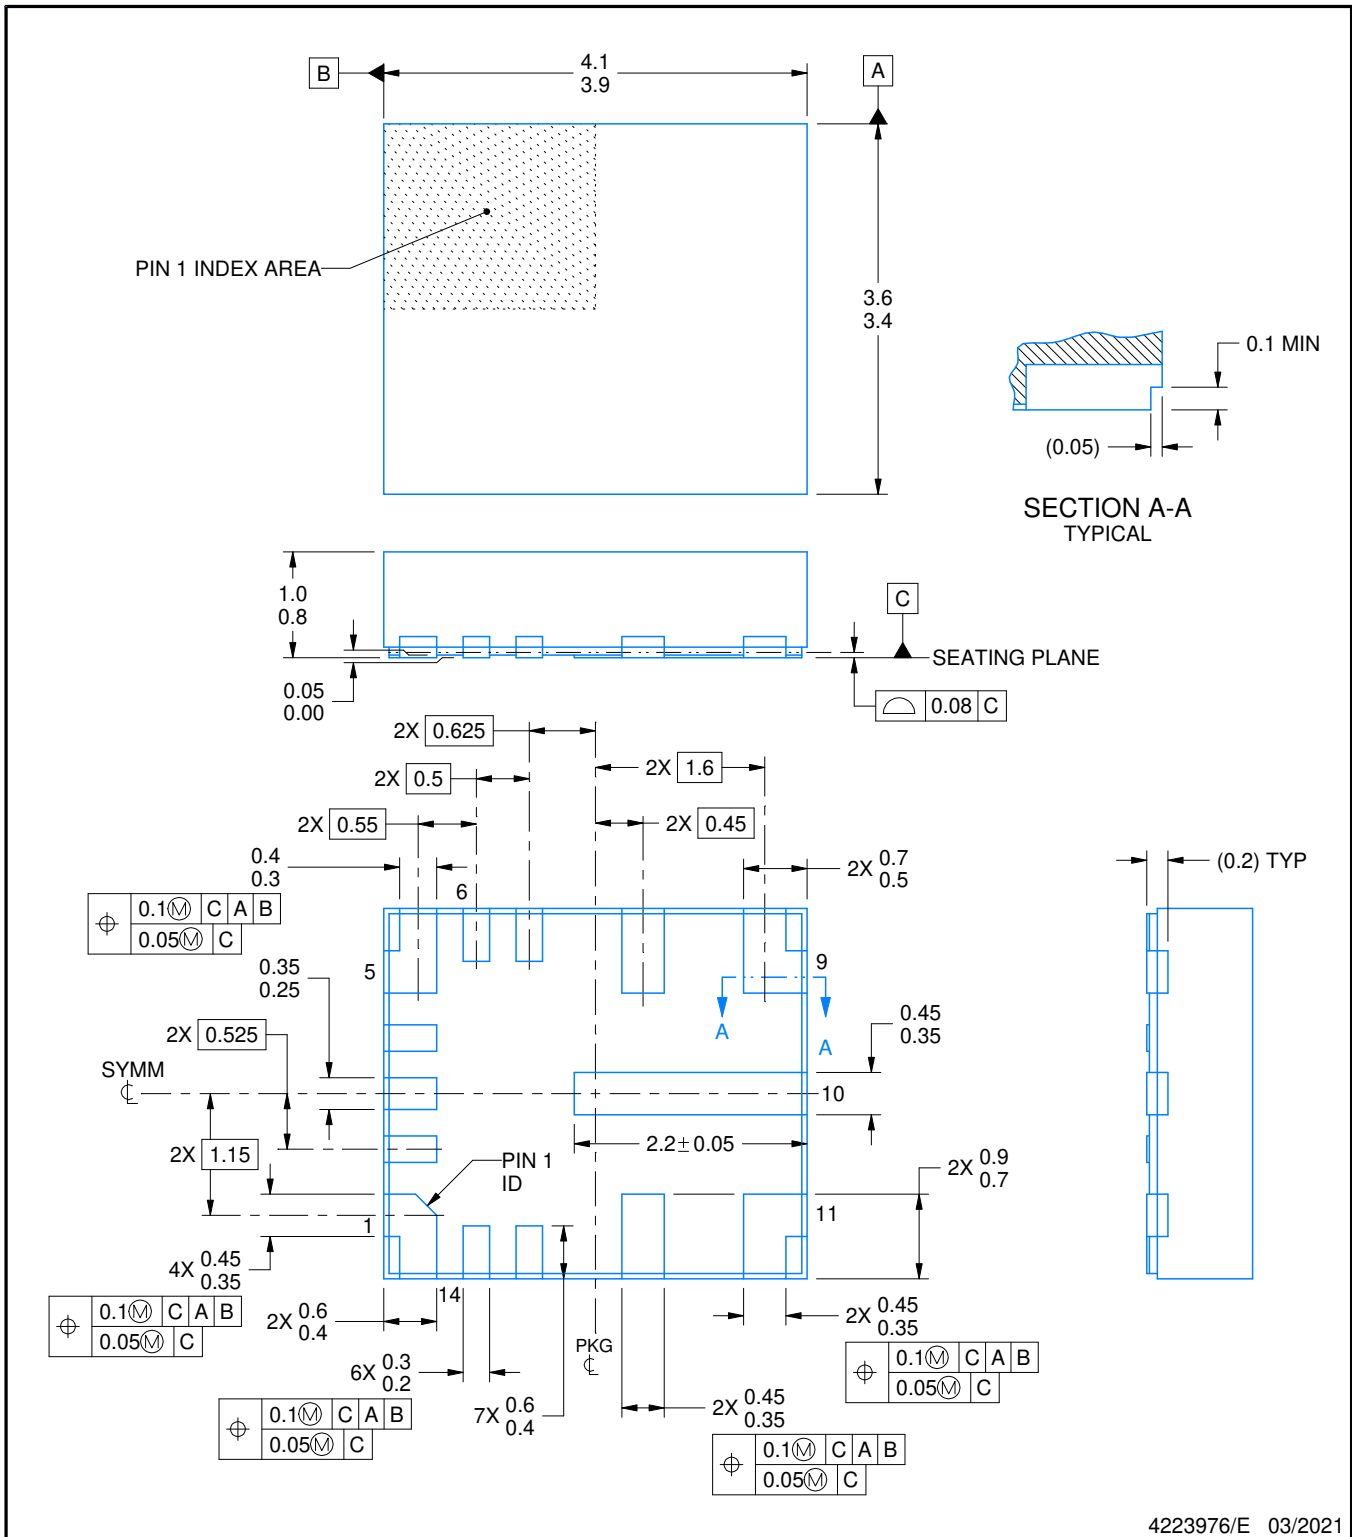 B
4.1
3.9
A
PIN 1 INDEX AREA
3.6
3.4
0.1 MIN
(0.05)
SECTION A-A
TYPICAL
1.0
0.8
C
SEATING PLANE
0.05
0.00
0.08 C
2X 0.625
2X 1.6
2X 0.5
2X 0.55
2X 0.45
0.4
0.3
2X 0.7
0.5
(0.2) TYP
6
0.1Ⓜ C A B
0.05Ⓜ C
5
9
0.35
0.25
A
A
0.45
0.35
2X 0.525
SYMM
℄
10
2X 1.15
2.2±0.05
PIN 1
ID
2X 0.9
0.7
1
11
4X 0.45
0.35
14
0.1Ⓜ C A B
0.05Ⓜ C
2X 0.6
0.4
2X 0.45
0.35
PKG
℄
0.1Ⓜ C A B
0.05Ⓜ C
6X 0.3
0.2
7X 0.6
0.4
2X 0.45
0.35
0.1Ⓜ C A B
0.05Ⓜ C
0.1Ⓜ C A B
0.05Ⓜ C
4223976/E 03/2021